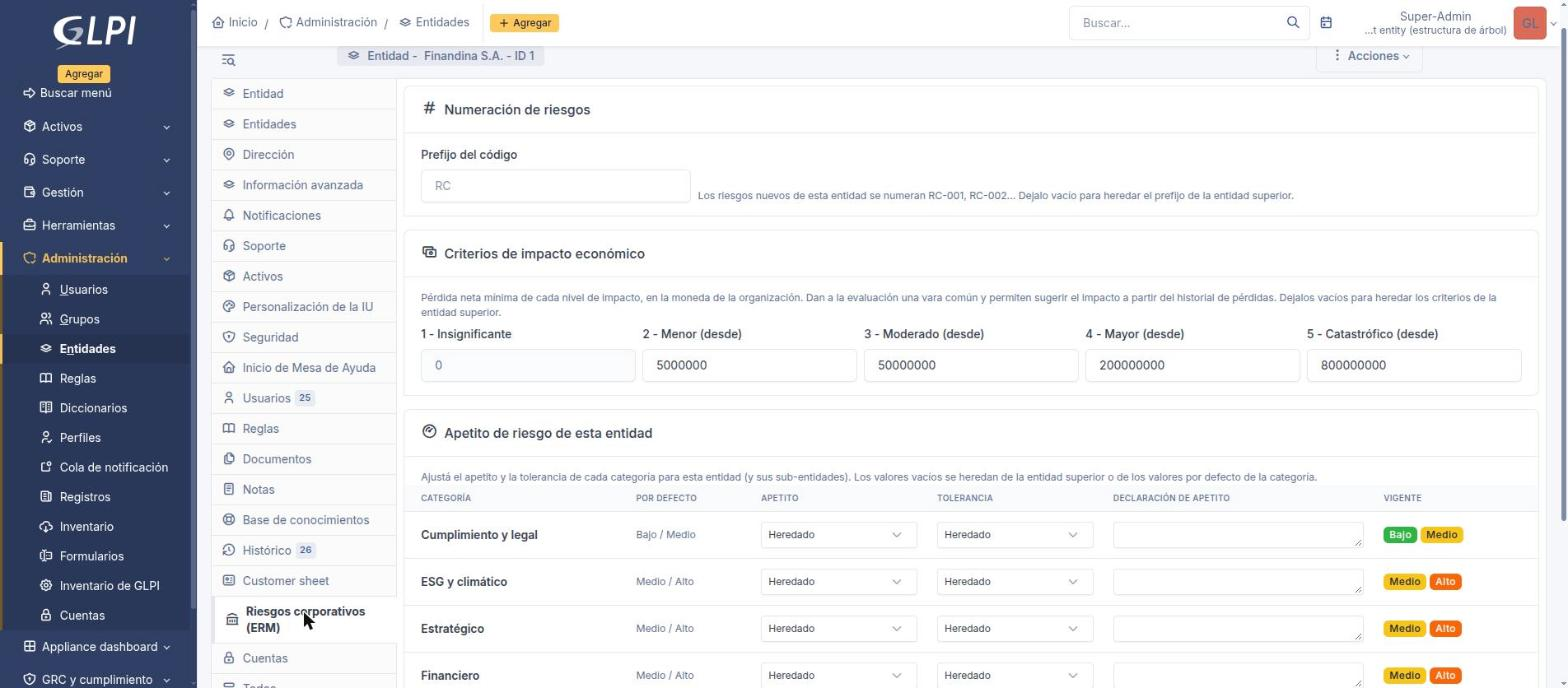 GLPI
Agregar
Buscar menú
Activos
Soporte
Gestión
Herramientas
Administración
Usuarios
Grupos
Entidades
Reglas
Diccionarios
Perfiles
Cola de notificación
Registros
Inventario
Formularios
Inventario de GLPI
Cuentas
Appliance dashboard
GRC y cumplimiento
Inicio / Administración / Entidades
+ Agregar
Buscar...
Super-Admin
...t entity (estructura de árbol)
GL
Entidad - Finandina S.A. - ID 1
Acciones
Entidad
Entidades
Dirección
Información avanzada
Notificaciones
Soporte
Activos
Personalización de la IU
Seguridad
Inicio de Mesa de Ayuda
Usuarios 25
Reglas
Documentos
Notas
Base de conocimientos
Histórico 26
Customer sheet
Riesgos corporativos
(ERM)
Cuentas
# Numeración de riesgos
Prefijo del código
RC
Los riesgos nuevos de esta entidad se numeran RC-001, RC-002... Dejalo vacío para heredar el prefijo de la entidad superior.
Criterios de impacto económico
Pérdida neta mínima de cada nivel de impacto, en la moneda de la organización. Dan a la evaluación una vara común y permiten sugerir el impacto a partir del historial de pérdidas. Dejalos vacíos para heredar los criterios de la
entidad superior.
1 - Insignificante 2 - Menor (desde) 3 - Moderado (desde) 4 - Mayor (desde) 5 - Catastrófico (desde)
0 5000000 50000000 200000000 800000000
Apetito de riesgo de esta entidad
Ajustá el apetito y la tolerancia de cada categoría para esta entidad (y sus sub-entidades). Los valores vacíos se heredan de la entidad superior o de los valores por defecto de la categoría.
CATEGORÍA POR DEFECTO APETITO TOLERANCIA DECLARACIÓN DE APETITO VIGENTE
Cumplimiento y legal Bajo / Medio Heredado Heredado Bajo Medio
ESG y climático Medio / Alto Heredado Heredado Medio Alto
Estratégico Medio / Alto Heredado Heredado Medio Alto
Financiero Medio / Alto Heredado Heredado Medio Alto